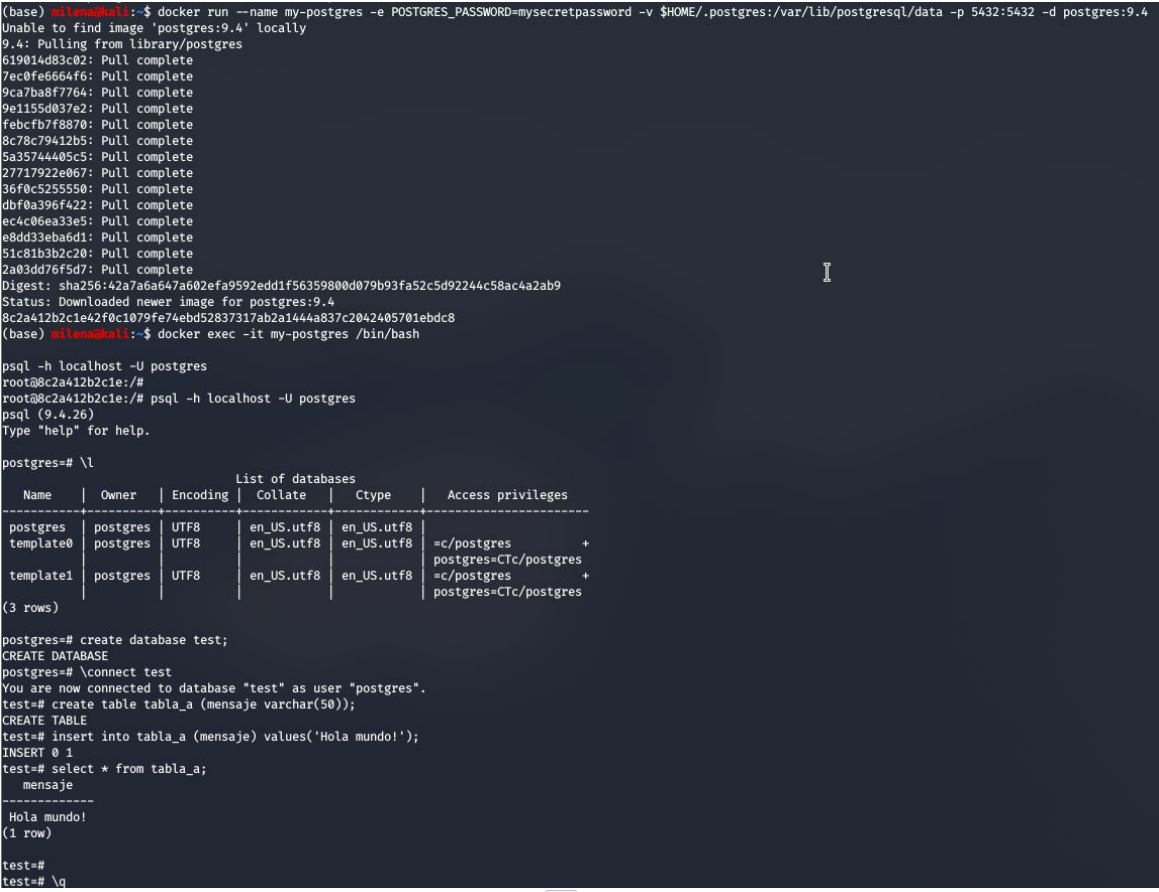 (base) milena@kali:~$ docker run --name my-postgres -e POSTGRES_PASSWORD=mysecretpassword -v $HOME/.postgres:/var/lib/postgresql/data -p 5432:5432 -d postgres:9.4
Unable to find image 'postgres:9.4' locally
9.4: Pulling from library/postgres
619014d83c02: Pull complete
7ec0fe6664f6: Pull complete
9ca7ba8f7764: Pull complete
9e1155d037e2: Pull complete
febcfb7f8870: Pull complete
8c78c79412b5: Pull complete
5a35744405c5: Pull complete
27717922e067: Pull complete
36f0c5255550: Pull complete
dbf0a396f422: Pull complete
ec4c06ea33e5: Pull complete
e8dd33eba6d1: Pull complete
51c81b3b2c20: Pull complete
2a03dd76f5d7: Pull complete
Digest: sha256:42a7a6a647a602efa9592edd1f56359800d079b93fa52c5d92244c58ac4a2ab9
Status: Downloaded newer image for postgres:9.4
8c2a412b2c1e42f0c1079fe74ebd52837317ab2a1444a837c2042405701ebdc8
(base) milena@kali:~$ docker exec -it my-postgres /bin/bash
psql -h localhost -U postgres
root@8c2a412b2c1e:/#
root@8c2a412b2c1e:/# psql -h localhost -U postgres
psql (9.4.26)
Type "help" for help.
postgres=# \l
List of databases
Name | Owner | Encoding | Collate | Ctype | Access privileges
-----------+----------+----------+------------+------------+-----------------------
postgres | postgres | UTF8 | en_US.utf8 | en_US.utf8 |
template0 | postgres | UTF8 | en_US.utf8 | en_US.utf8 | =c/postgres +
| | | | | postgres=CTc/postgres
template1 | postgres | UTF8 | en_US.utf8 | en_US.utf8 | =c/postgres +
| | | | | postgres=CTc/postgres
(3 rows)
postgres=# create database test;
CREATE DATABASE
postgres=# \connect test
You are now connected to database "test" as user "postgres".
test=# create table tabla_a (mensaje varchar(50));
CREATE TABLE
test=# insert into tabla_a (mensaje) values('Hola mundo!');
INSERT 0 1
test=# select * from tabla_a;
mensaje
-------------
Hola mundo!
(1 row)
test=#
test=# \q